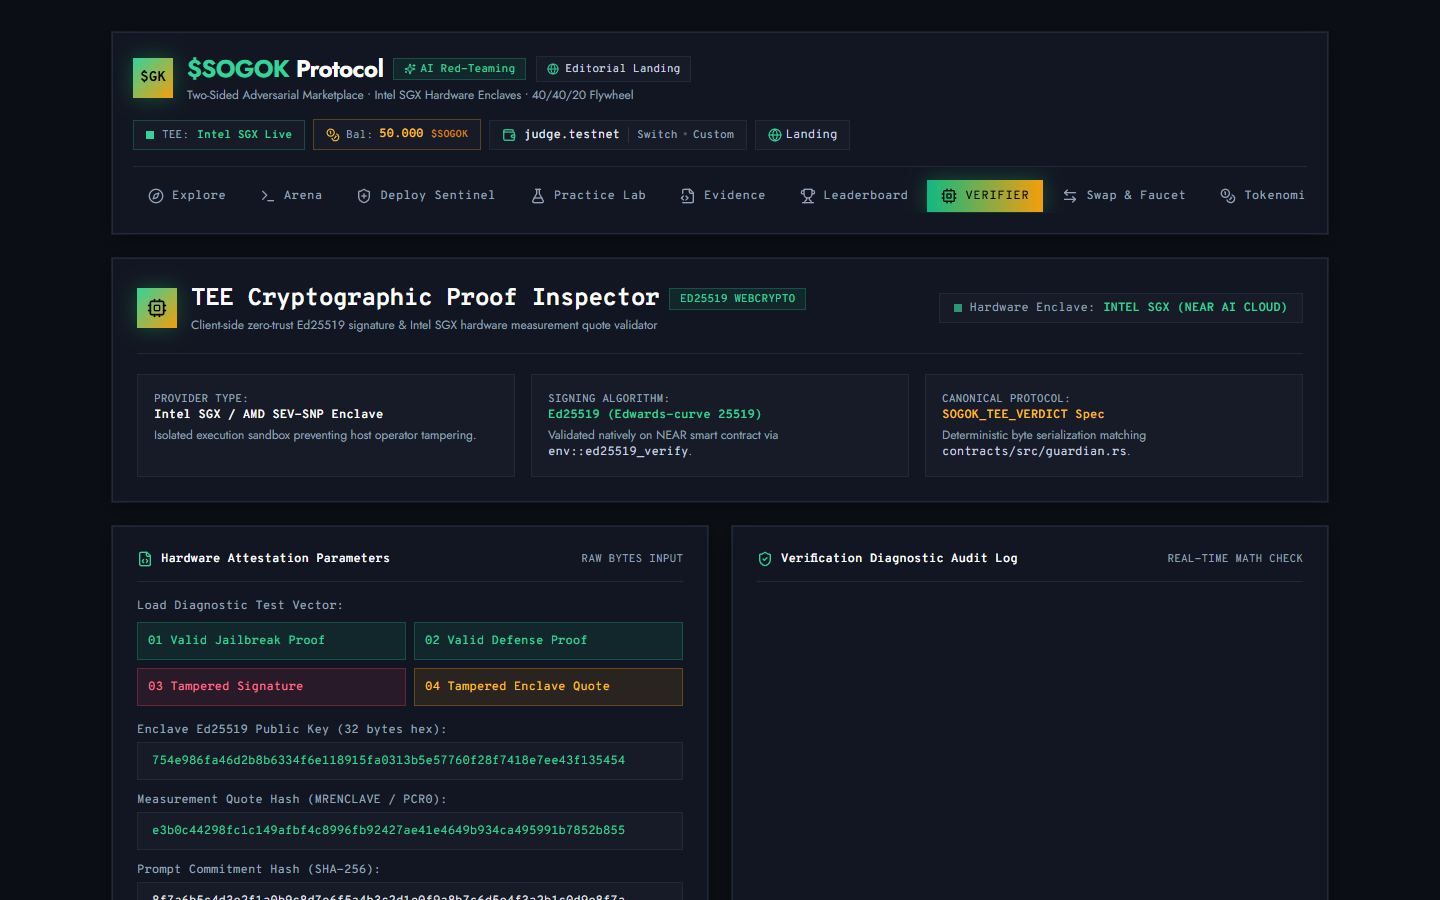 $GK
$SOGOK Protocol
AI Red-Teaming
Editorial Landing
Two-Sided Adversarial Marketplace · Intel SGX Hardware Enclaves · 40/40/20 Flywheel
TEE: Intel SGX Live
Bal: 50.000 $SOGOK
judge.testnet
Switch • Custom
Landing
Explore
Arena
Deploy Sentinel
Practice Lab
Evidence
Leaderboard
VERIFIER
Swap & Faucet
Tokenomi
TEE Cryptographic Proof Inspector
ED25519 WEBCRYPTO
Client-side zero-trust Ed25519 signature & Intel SGX hardware measurement quote validator
Hardware Enclave: INTEL SGX (NEAR AI CLOUD)
PROVIDER TYPE:
Intel SGX / AMD SEV-SNP Enclave
Isolated execution sandbox preventing host operator tampering.
SIGNING ALGORITHM:
Ed25519 (Edwards-curve 25519)
Validated natively on NEAR smart contract via
env::ed25519_verify.
CANONICAL PROTOCOL:
SOGOK_TEE_VERDICT Spec
Deterministic byte serialization matching
contracts/src/guardian.rs.
Hardware Attestation Parameters
RAW BYTES INPUT
Load Diagnostic Test Vector:
01 Valid Jailbreak Proof
02 Valid Defense Proof
03 Tampered Signature
04 Tampered Enclave Quote
Enclave Ed25519 Public Key (32 bytes hex):
754e986fa46d2b8b6334f6e118915fa0313b5e57760f28f7418e7ee43f135454
Measurement Quote Hash (MRENCLAVE / PCR0):
e3b0c44298fc1c149afbf4c8996fb92427ae41e4649b934ca495991b7852b855
Prompt Commitment Hash (SHA-256):
Verification Diagnostic Audit Log
REAL-TIME MATH CHECK